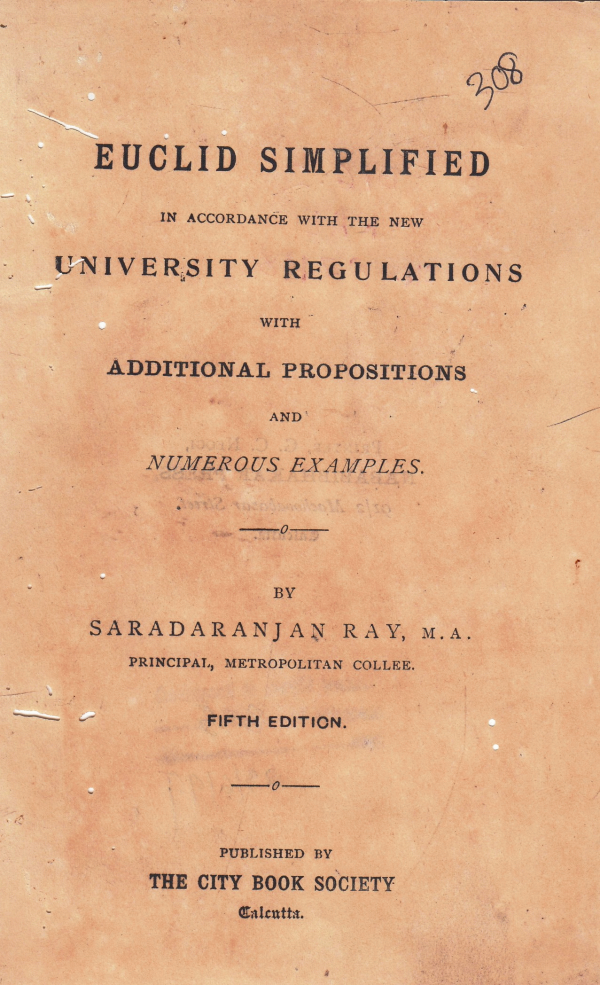 308
EUCLID SIMPLIFIED
IN ACCORDANCE WITH THE NEW
UNIVERSITY REGULATIONS
WITH
ADDITIONAL PROPOSITIONS
AND
NUMEROUS EXAMPLES.
BY
SARADARANJAN RAY, M.A.
PRINCIPAL, METROPOLITAN COLLEE.
FIFTH EDITION.
PUBLISHED BY
THE CITY BOOK SOCIETY
Calcutta.